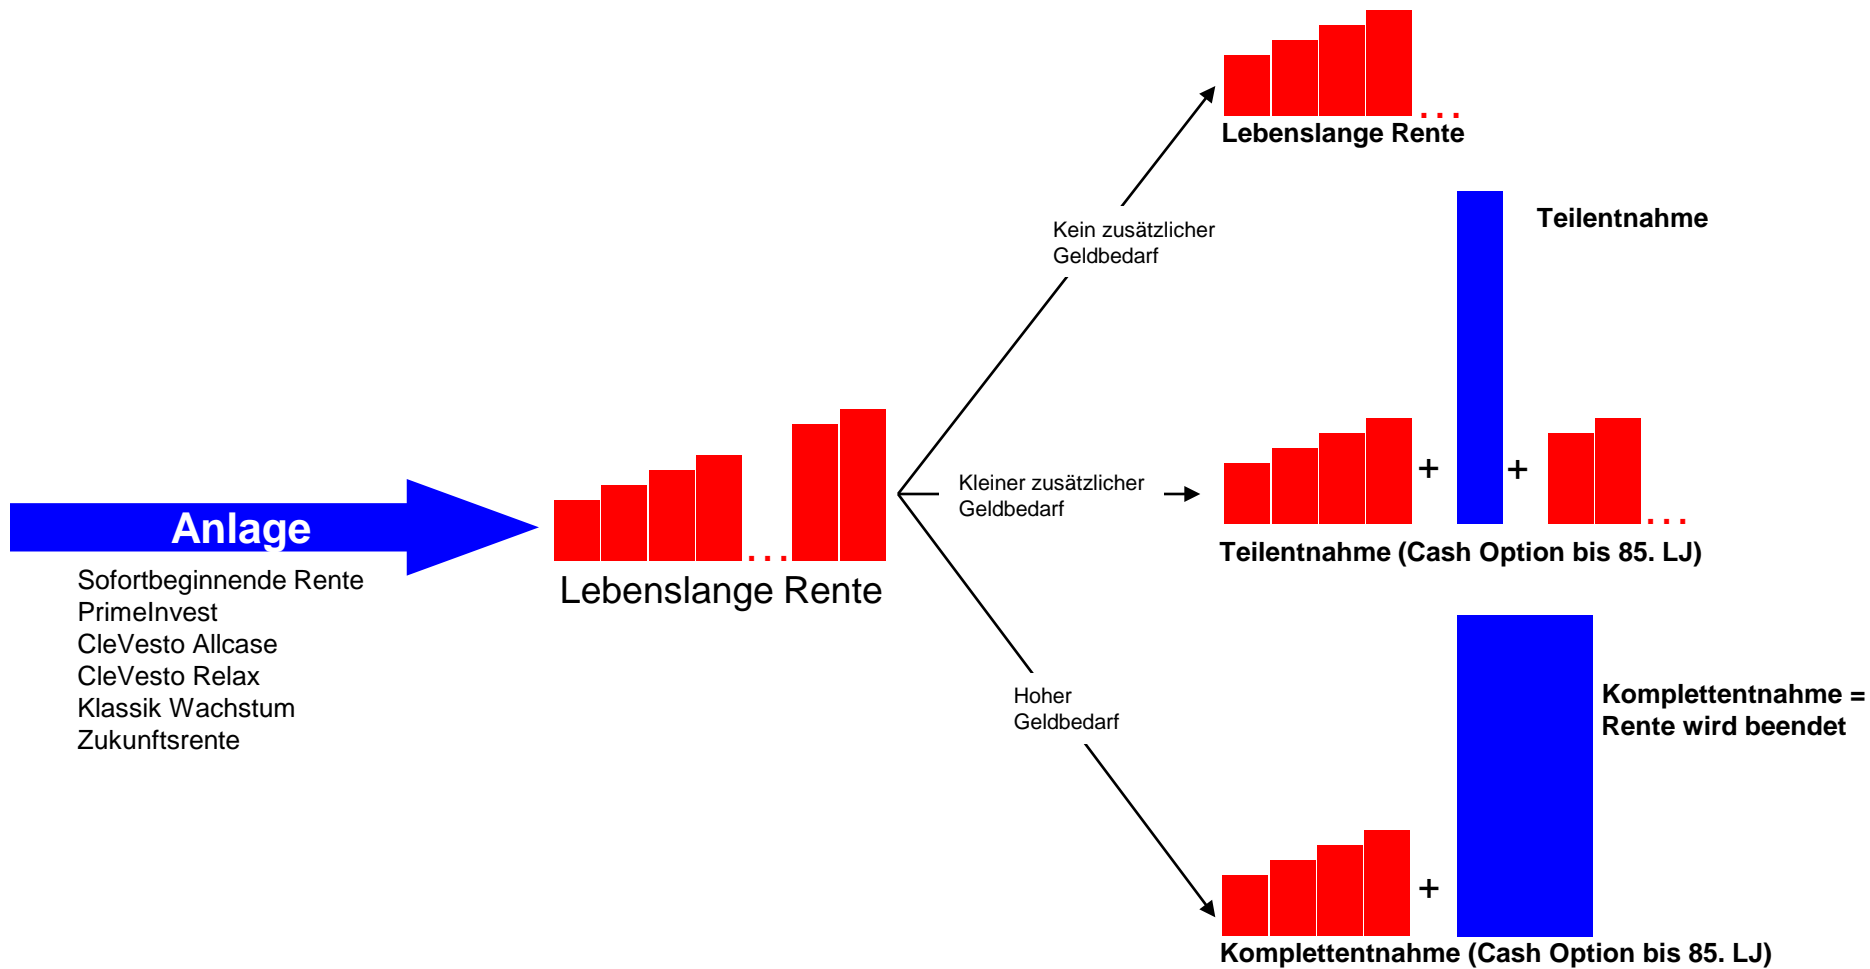 Anlage
Sofortbeginnende Rente
PrimeInvest
CleVesto Allcase
CleVesto Relax
Klassik Wachstum
Zukunftsrente
...
Lebenslange Rente
Kein zusätzlicher
Geldbedarf
...
Lebenslange Rente
Kleiner zusätzlicher
Geldbedarf
Teilentnahme
+
+
...
Teilentnahme (Cash Option bis 85. LJ)
Hoher
Geldbedarf
Komplettentnahme =
Rente wird beendet
+
Komplettentnahme (Cash Option bis 85. LJ)